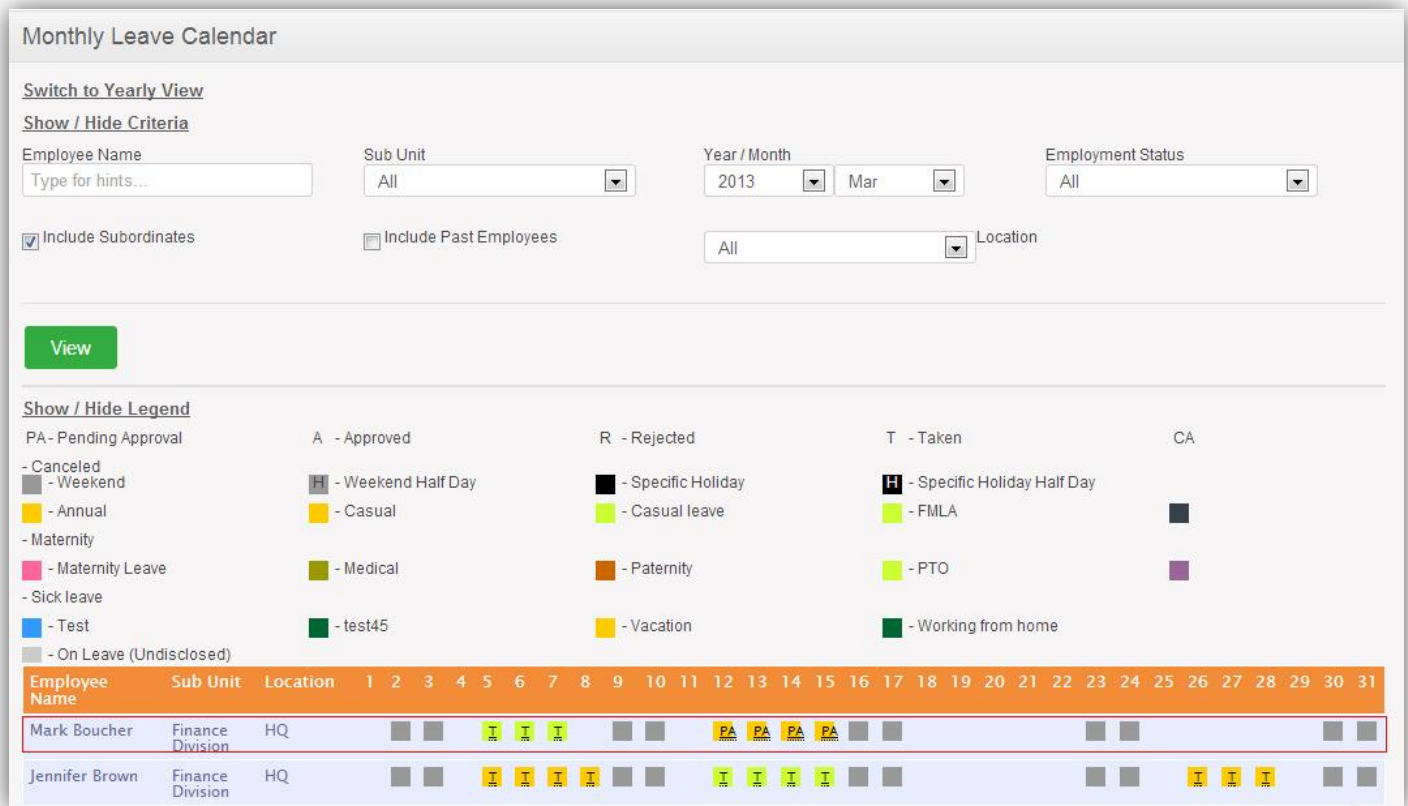 Monthly Leave Calendar
Switch to Yearly View
Show / Hide Criteria
Employee Name Sub Unit Year / Month Employment Status
Type for hints... All 2013 Mar All
Include Subordinates Include Past Employees All Location
View
Show / Hide Legend
PA - Pending Approval A - Approved R - Rejected T - Taken CA
- Canceled
- Weekend H - Weekend Half Day - Specific Holiday H - Specific Holiday Half Day
- Annual - Casual - Casual leave - FMLA
- Maternity
- Maternity Leave - Medical - Paternity - PTO
- Sick leave
- Test - test45 - Vacation - Working from home
- On Leave (Undisclosed)
Employee Sub Unit Location 1 2 3 4 5 6 7 8 9 10 11 12 13 14 15 16 17 18 19 20 21 22 23 24 25 26 27 28 29 30 31
Name
Mark Boucher Finance HQ T T T PA PA PA PA
Division
Jennifer Brown Finance HQ T T T T T T T T T T T
Division